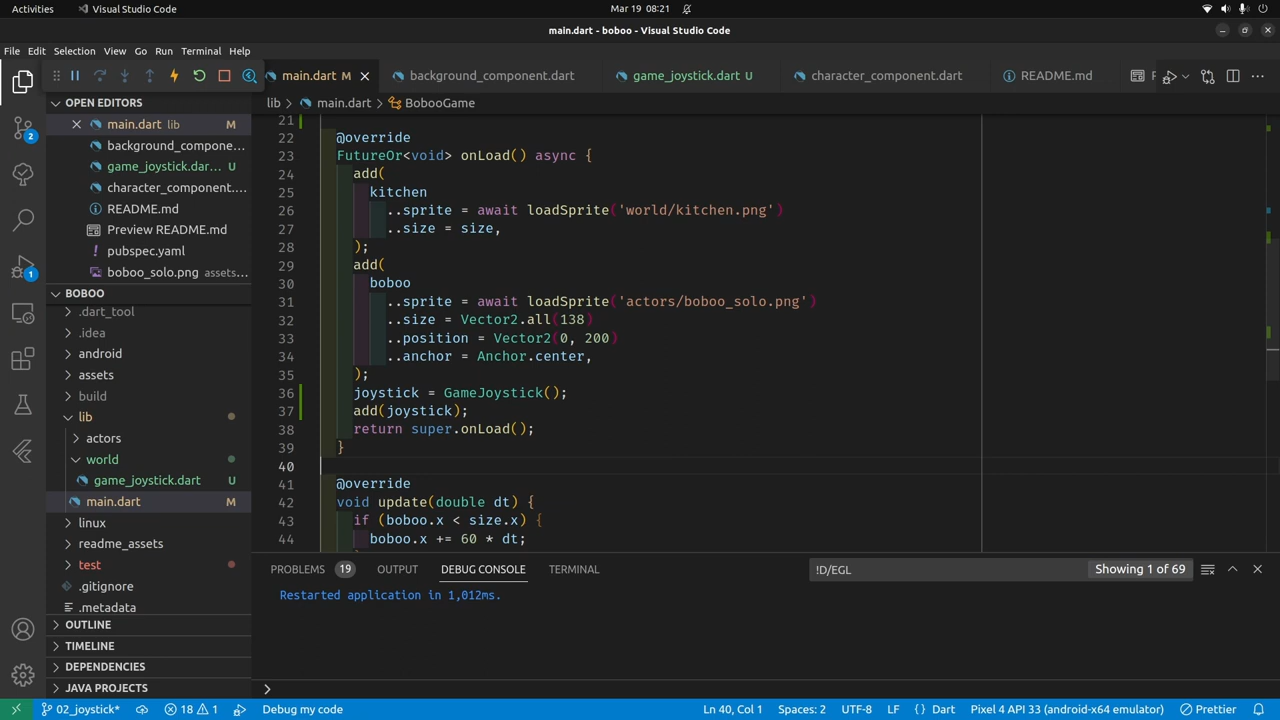 Activities
Visual Studio Code
Mar 19 08:21
main.dart - boboo - Visual Studio Code
File Edit Selection View Go Run Terminal Help
main.dart M
background_component.dart
game_joystick.dart U
character_component.dart
README.md
OPEN EDITORS
main.dart lib M
background_compone...
game_joystick.dar... U
character_component....
README.md
Preview README.md
pubspec.yaml
boboo_solo.png assets...
BOBOO
.dart_tool
.idea
android
assets
build
lib
actors
world
game_joystick.dart U
main.dart M
linux
readme_assets
test
.gitignore
.metadata
OUTLINE
TIMELINE
DEPENDENCIES
JAVA PROJECTS
2
1
lib > main.dart > BobooGame
21
22 @override
23 FutureOr<void> onLoad() async {
24 add(
25 kitchen
26 ..sprite = await loadSprite('world/kitchen.png')
27 ..size = size,
28 );
29 add(
30 boboo
31 ..sprite = await loadSprite('actors/boboo_solo.png')
32 ..size = Vector2.all(138)
33 ..position = Vector2(0, 200)
34 ..anchor = Anchor.center,
35 );
36 joystick = GameJoystick();
37 add(joystick);
38 return super.onLoad();
39 }
40
41 @override
42 void update(double dt) {
43 if (boboo.x < size.x) {
44 boboo.x += 60 * dt;
PROBLEMS 19 OUTPUT DEBUG CONSOLE TERMINAL
!D/EGL
Showing 1 of 69
Restarted application in 1,012ms.
>
02_joystick* 18 1 Debug my code
Ln 40, Col 1 Spaces: 2 UTF-8 LF {} Dart Pixel 4 API 33 (android-x64 emulator) Prettier